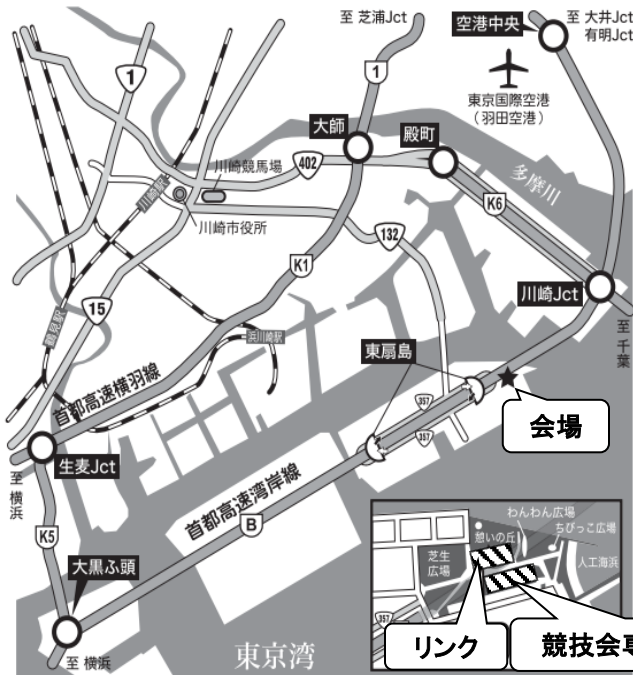 至 芝浦Jct
空港中央
至 大井Jct
有明Jct
1
1
東京国際空港
（羽田空港）
大師
殿町
402
川崎競馬場
川崎駅
川崎市役所
多摩川
K6
132
K1
川崎Jct
15
鶴見駅
浜川崎駅
東扇島
至 千葉
首都高速横羽線
357
357
会場
生麦Jct
至 横浜
首都高速湾岸線
K5
B
大黒ふ頭
わんわん広場
憩いの丘
ちびっこ広場
芝生
広場
人工海浜
357
リンク
競技会専
至 横浜
東京湾